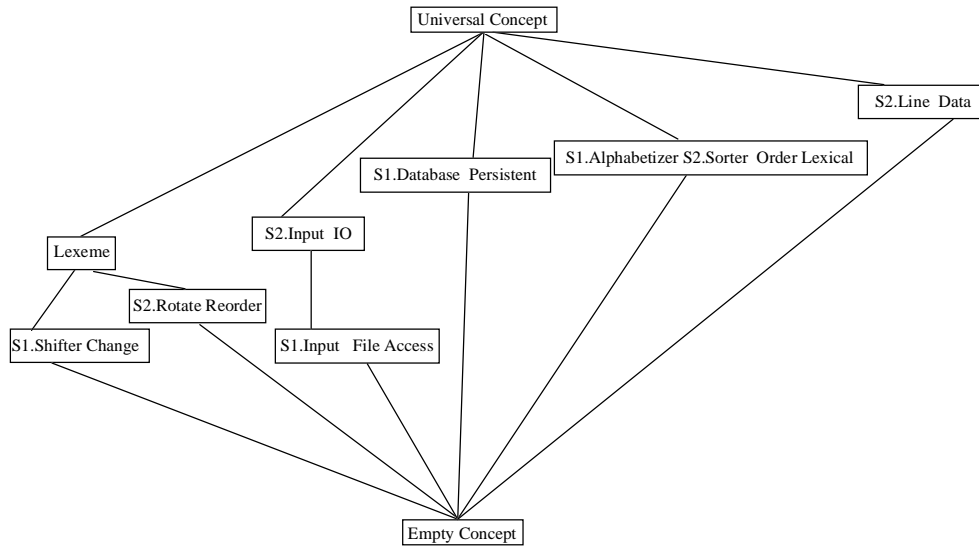 Universal Concept
S2.Line Data
S1.Alphabetizer S2.Sorter Order Lexical
S1.Database Persistent
S2.Input IO
Lexeme
S2.Rotate Reorder
S1.Shifter Change
S1.Input File Access
Empty Concept